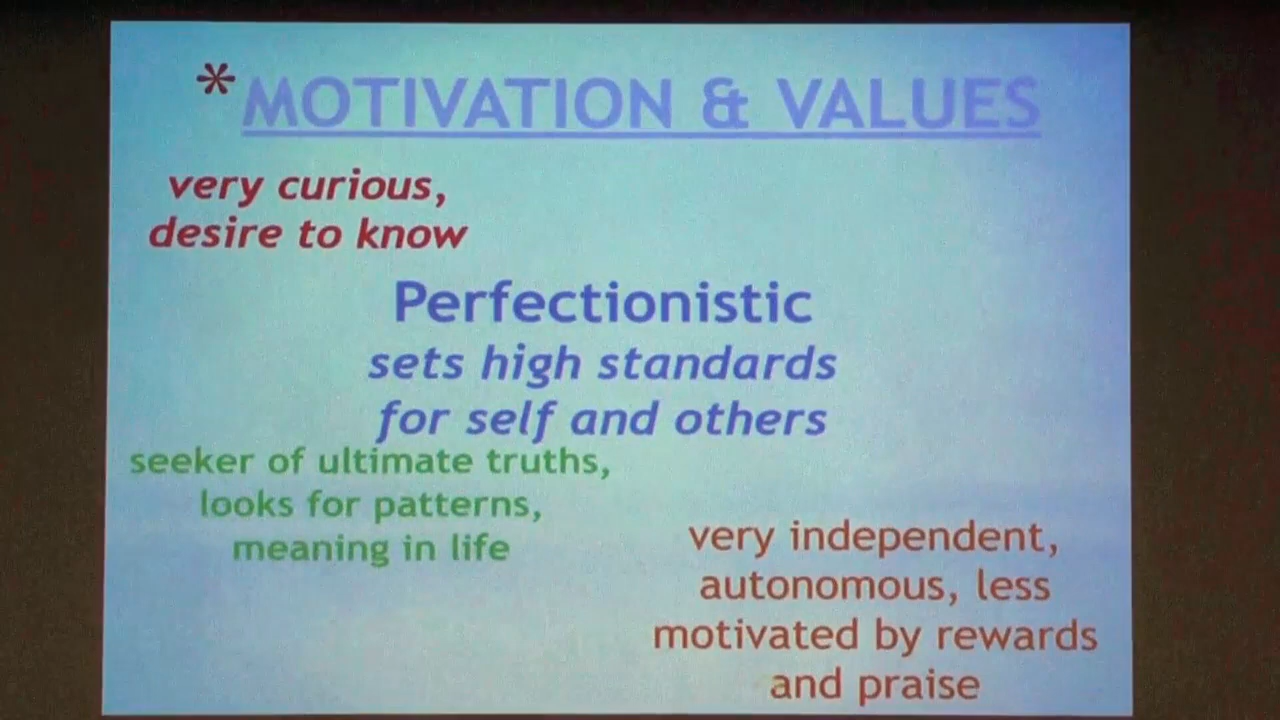 *MOTIVATION & VALUES
very curious,
desire to know
Perfectionistic
sets high standards
for self and others
seeker of ultimate truths,
looks for patterns,
meaning in life
very independent,
autonomous, less
motivated by rewards
and praise